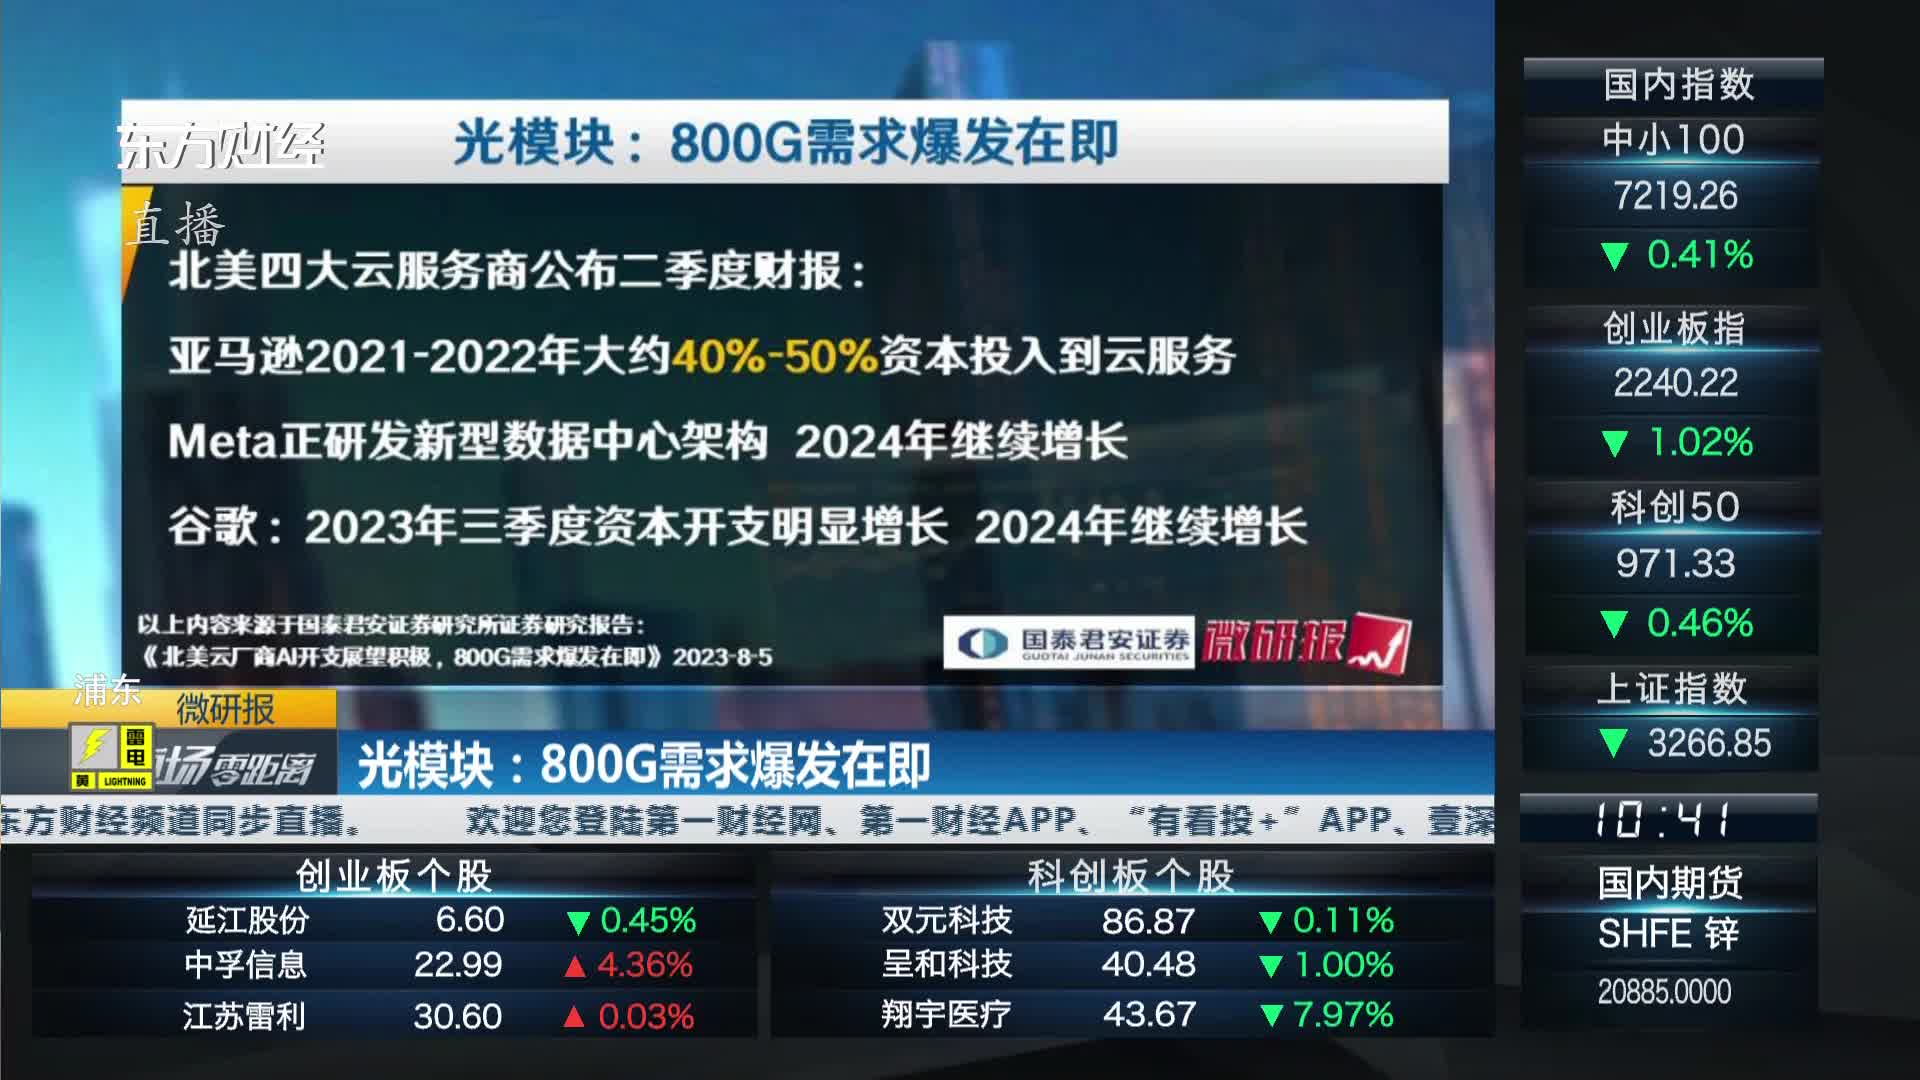 东方财经
直播
光模块：800G需求爆发在即
北美四大云服务商公布二季度财报：
亚马逊2021-2022年大约40%-50%资本投入到云服务
Meta正研发新型数据中心架构 2024年继续增长
谷歌：2023年三季度资本开支明显增长 2024年继续增长
以上内容来源于国泰君安证券研究所证券研究报告：
《北美云厂商AI开支展望积极，800G需求爆发在即》2023-8-5
国泰君安证券
GUOTAI JUNAN SECURITIES
微研报
浦东
微研报
雷电
黄 LIGHTNING
场零距离
光模块：800G需求爆发在即
东方财经频道同步直播。 欢迎您登陆第一财经网、第一财经APP、“有看投+”APP、壹深
创业板个股
延江股份 6.60 ▼0.45%
中孚信息 22.99 ▲4.36%
江苏雷利 30.60 ▲0.03%
科创板个股
双元科技 86.87 ▼0.11%
呈和科技 40.48 ▼1.00%
翔宇医疗 43.67 ▼7.97%
国内指数
中小100
7219.26
▼ 0.41%
创业板指
2240.22
▼ 1.02%
科创50
971.33
▼ 0.46%
上证指数
▼ 3266.85
10:41
国内期货
SHFE 锌
20885.0000